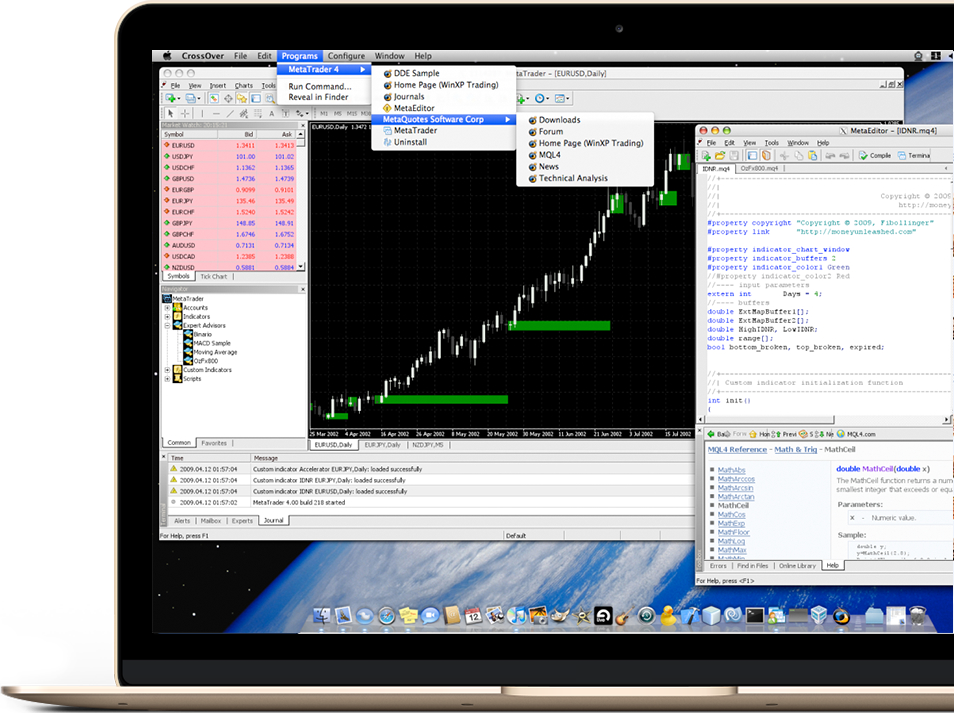 CrossOver File Edit Programs Configure Window Help
MetaTrader 4
Run Command...
Reveal in Finder
DDE Sample
Home Page (WinXP Trading)
Journals
MetaEditor
MetaQuotes Software Corp
MetaTrader
Uninstall
Downloads
Forum
Home Page (WinXP Trading)
MQL4
News
Technical Analysis
taTrader - [EURUSD,Daily]
File View Insert Charts Tools
M1 M5 M15
Symbol Bid Ask
EURUSD 1.3411 1.3413
USDJPY 101.00 101.02
USDCHF 1.1362 1.1365
GBPUSD 1.4736 1.4739
EURGBP 0.9099 0.9101
EURJPY 135.46 135.49
EURCHF 1.5240 1.5242
GBPJPY 148.85 148.91
GBPCHF 1.6746 1.6752
AUDUSD 0.7131 0.7134
USDCAD 1.2385 1.2388
NZDUSD 0.5881 0.5884
Symbols Tick Chart
Navigator
MetaTrader
Accounts
Indicators
Expert Advisors
Binario
MACD Sample
Moving Average
OzFx800
Custom Indicators
Scripts
Common Favorites
EURUSD,Daily 1.3472
25 Mar 2002 4 Apr 2002 16 Apr 2002 26 Apr 2002 8 May 2002 20 May 2002 30 May 2002 11 Jun 2002 21 Jun 2002 3 Jul 2002 15 Jul 2002
EURUSD,Daily EURJPY,Daily NZDJPY,M5
Time Message
2009.04.12 01:57:04 Custom indicator Accelerator EURJPY,Daily: loaded successfully
2009.04.12 01:57:04 Custom indicator IDNR EURJPY,Daily: loaded successfully
2009.04.12 01:57:04 Custom indicator IDNR EURUSD,Daily: loaded successfully
2009.04.12 01:57:02 MetaTrader 4.00 build 218 started
Alerts Mailbox Experts Journal
For Help, press F1 Default
MetaEditor - [IDNR.mq4]
File Edit View Tools Window Help
Compile Termina
IDNR.mq4 OzFx800.mq4
//+------------------------------
//|
//| Copyright © 2009
//| http://money
//+------------------------------
#property copyright "Copyright © 2009, Fibollinger"
#property link "http://moneyunleashed.com"
#property indicator_chart_window
#property indicator_buffers 2
#property indicator_color1 Green
//#property indicator_color2 Red
//---- input parameters
extern int Days = 4;
//---- buffers
double ExtMapBuffer1[];
double ExtMapBuffer2[];
double HighIDNR, LowIDNR;
double range[];
bool bottom_broken, top_broken, expired;
//+------------------------------
//| Custom indicator initialization function
//+------------------------------
int init()
{
Back Forw Hon Previ Ne MQL4.com
MQL4 Reference - Math & Trig - MathCeil
MathAbs
MathArccos
MathArcsin
MathArctan
MathCeil
MathCos
MathExp
MathFloor
MathLog
MathMax
MathMin
double MathCeil(double x)
The MathCeil function returns a num
smallest integer that exceeds or equ
Parameters:
x - Numeric value.
Sample:
double y;
y=MathCeil(2.8);
Errors Find in Files Online Library Help
For Help, press <F1>